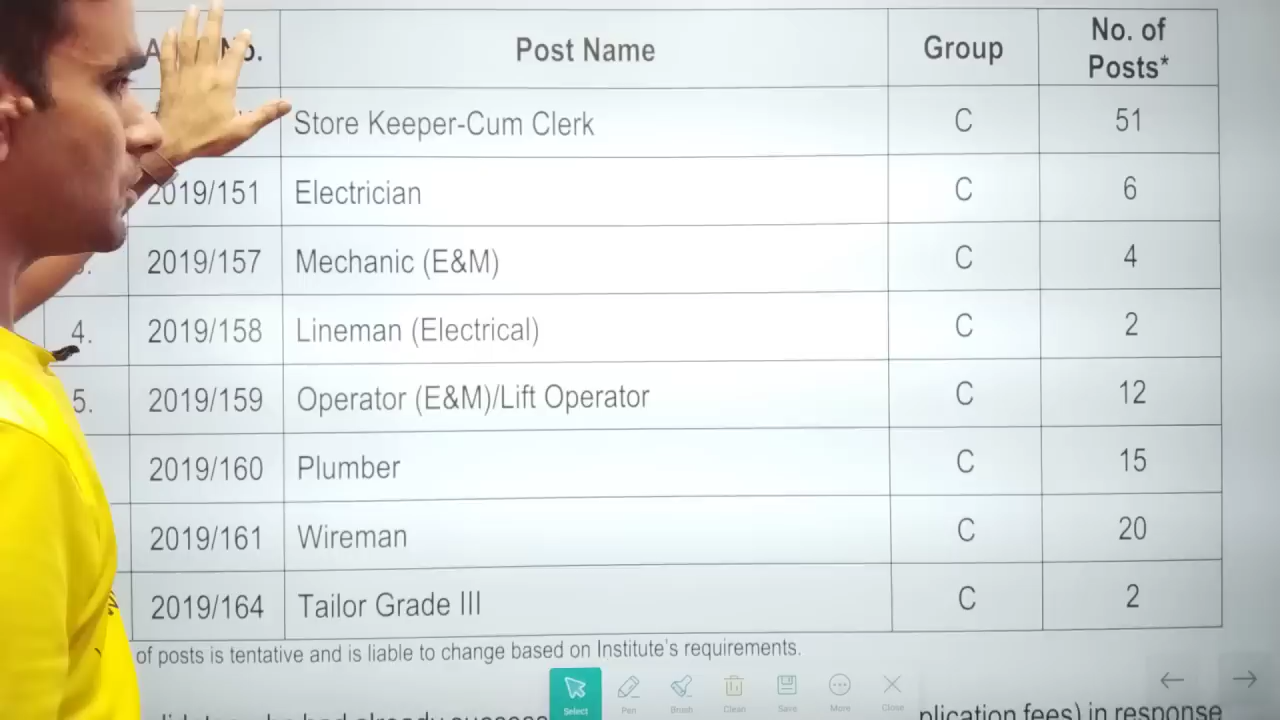 No. Post Name Group No. of Posts*
Store Keeper-Cum Clerk C 51
2019/151 Electrician C 6
2019/157 Mechanic (E&M) C 4
4. 2019/158 Lineman (Electrical) C 2
5. 2019/159 Operator (E&M)/Lift Operator C 12
2019/160 Plumber C 15
2019/161 Wireman C 20
2019/164 Tailor Grade III C 2
of posts is tentative and is liable to change based on Institute's requirements.
Select Pen Brush Clean Save More Close
already
plication fees) in response